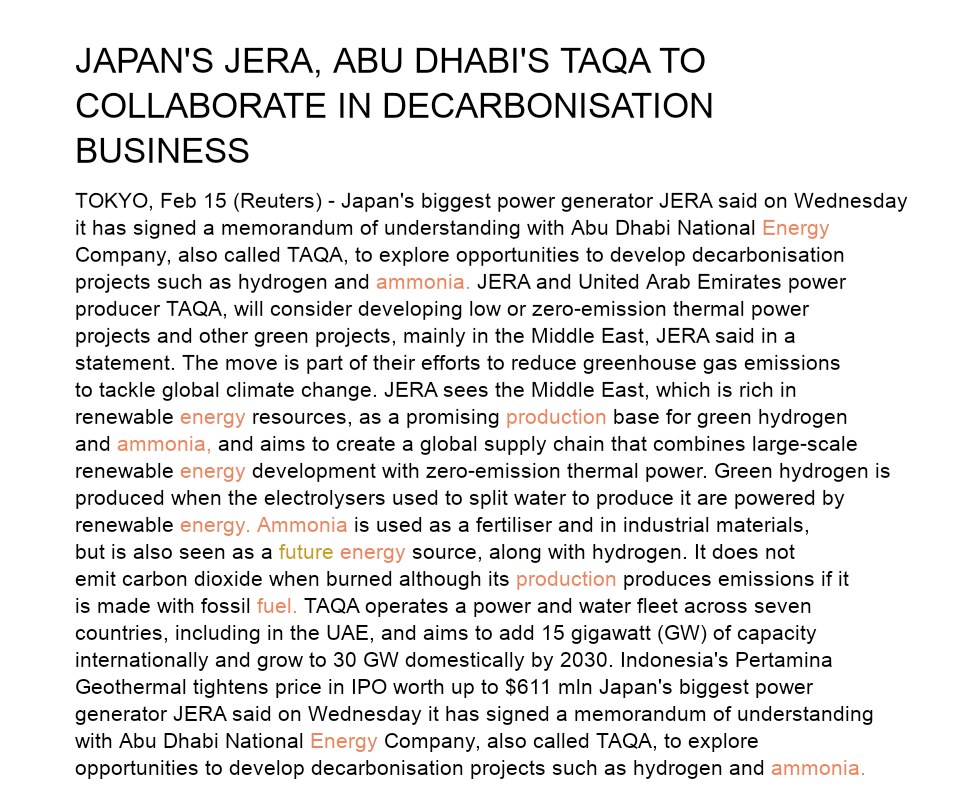 JAPAN'S JERA, ABU DHABI'S TAQA TO
COLLABORATE IN DECARBONISATION
BUSINESS
TOKYO, Feb 15 (Reuters) - Japan's biggest power generator JERA said on Wednesday
it has signed a memorandum of understanding with Abu Dhabi National Energy
Company, also called TAQA, to explore opportunities to develop decarbonisation
projects such as hydrogen and ammonia. JERA and United Arab Emirates power
producer TAQA, will consider developing low or zero-emission thermal power
projects and other green projects, mainly in the Middle East, JERA said in a
statement. The move is part of their efforts to reduce greenhouse gas emissions
to tackle global climate change. JERA sees the Middle East, which is rich in
renewable energy resources, as a promising production base for green hydrogen
and ammonia, and aims to create a global supply chain that combines large-scale
renewable energy development with zero-emission thermal power. Green hydrogen is
produced when the electrolysers used to split water to produce it are powered by
renewable energy. Ammonia is used as a fertiliser and in industrial materials,
but is also seen as a future energy source, along with hydrogen. It does not
emit carbon dioxide when burned although its production produces emissions if it
is made with fossil fuel. TAQA operates a power and water fleet across seven
countries, including in the UAE, and aims to add 15 gigawatt (GW) of capacity
internationally and grow to 30 GW domestically by 2030. Indonesia's Pertamina
Geothermal tightens price in IPO worth up to $611 mln Japan's biggest power
generator JERA said on Wednesday it has signed a memorandum of understanding
with Abu Dhabi National Energy Company, also called TAQA, to explore
opportunities to develop decarbonisation projects such as hydrogen and ammonia.